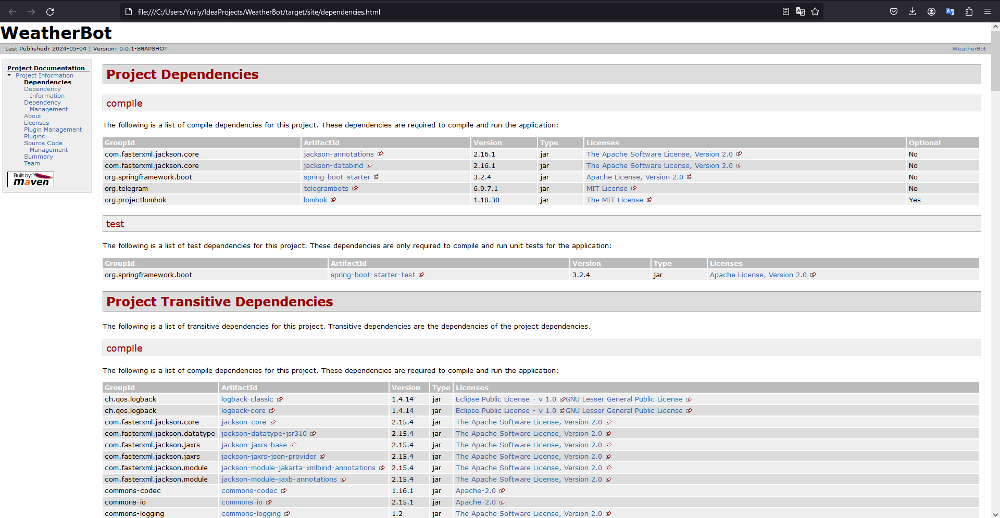 file:///C:/Users/Yuriy/IdeaProjects/WeatherBot/target/site/dependencies.html
WeatherBot
Last Published: 2024-05-04 | Version: 0.0.1-SNAPSHOT
WeatherBot
Project Documentation
Project Information
Dependencies
Dependency
Information
Dependency
Management
About
Licenses
Plugin Management
Plugins
Source Code
Management
Summary
Team
Built by:
maven
Project Dependencies
compile
The following is a list of compile dependencies for this project. These dependencies are required to compile and run the application:
GroupId ArtifactId Version Type Licenses Optional
com.fasterxml.jackson.core jackson-annotations 2.16.1 jar The Apache Software License, Version 2.0 No
com.fasterxml.jackson.core jackson-databind 2.16.1 jar The Apache Software License, Version 2.0 No
org.springframework.boot spring-boot-starter 3.2.4 jar Apache License, Version 2.0 No
org.telegram telegrambots 6.9.7.1 jar MIT License No
org.projectlombok lombok 1.18.30 jar The MIT License Yes
test
The following is a list of test dependencies for this project. These dependencies are only required to compile and run unit tests for the application:
GroupId ArtifactId Version Type Licenses
org.springframework.boot spring-boot-starter-test 3.2.4 jar Apache License, Version 2.0
Project Transitive Dependencies
The following is a list of transitive dependencies for this project. Transitive dependencies are the dependencies of the project dependencies.
compile
The following is a list of compile dependencies for this project. These dependencies are required to compile and run the application:
GroupId ArtifactId Version Type Licenses
ch.qos.logback logback-classic 1.4.14 jar Eclipse Public License - v 1.0 GNU Lesser General Public License
ch.qos.logback logback-core 1.4.14 jar Eclipse Public License - v 1.0 GNU Lesser General Public License
com.fasterxml.jackson.core jackson-core 2.15.4 jar The Apache Software License, Version 2.0
com.fasterxml.jackson.datatype jackson-datatype-jsr310 2.15.4 jar The Apache Software License, Version 2.0
com.fasterxml.jackson.jaxrs jackson-jaxrs-base 2.15.4 jar The Apache Software License, Version 2.0
com.fasterxml.jackson.jaxrs jackson-jaxrs-json-provider 2.15.4 jar The Apache Software License, Version 2.0
com.fasterxml.jackson.module jackson-module-jakarta-xmlbind-annotations 2.15.4 jar The Apache Software License, Version 2.0
com.fasterxml.jackson.module jackson-module-jaxb-annotations 2.15.4 jar The Apache Software License, Version 2.0
commons-codec commons-codec 1.16.1 jar Apache-2.0
commons-io commons-io 2.15.1 jar Apache-2.0
commons-logging commons-logging 1.2 jar The Apache Software License, Version 2.0